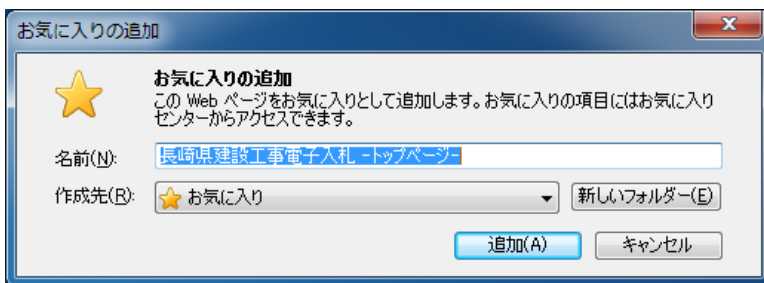 お気に入りの追加
お気に入りの追加
この Web ページをお気に入りとして追加します。お気に入りの項目にはお気に入り
センターからアクセスできます。
名前(N): 長崎県建設工事電子入札 -トップページ-
作成先(R): お気に入り 新しいフォルダー(E)
追加(A) キャンセル